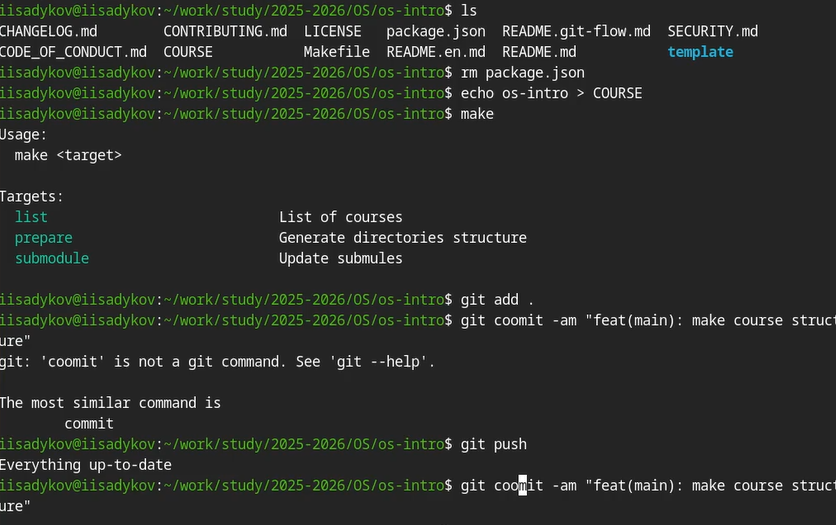 iisadykov@iisadykov:~/work/study/2025-2026/OS/os-intro$ ls
CHANGELOG.md        CONTRIBUTING.md  LICENSE   package.json  README.git-flow.md  SECURITY.md
CODE_OF_CONDUCT.md  COURSE           Makefile  README.en.md  README.md           template
iisadykov@iisadykov:~/work/study/2025-2026/OS/os-intro$ rm package.json
iisadykov@iisadykov:~/work/study/2025-2026/OS/os-intro$ echo os-intro > COURSE
iisadykov@iisadykov:~/work/study/2025-2026/OS/os-intro$ make
Usage:
  make <target>

Targets:
  list                            List of courses
  prepare                         Generate directories structure
  submodule                       Update submules

iisadykov@iisadykov:~/work/study/2025-2026/OS/os-intro$ git add .
iisadykov@iisadykov:~/work/study/2025-2026/OS/os-intro$ git coomit -am "feat(main): make course struct
ure"
git: 'coomit' is not a git command. See 'git --help'.

The most similar command is
        commit
iisadykov@iisadykov:~/work/study/2025-2026/OS/os-intro$ git push
Everything up-to-date
iisadykov@iisadykov:~/work/study/2025-2026/OS/os-intro$ git coomit -am "feat(main): make course struct
ure"